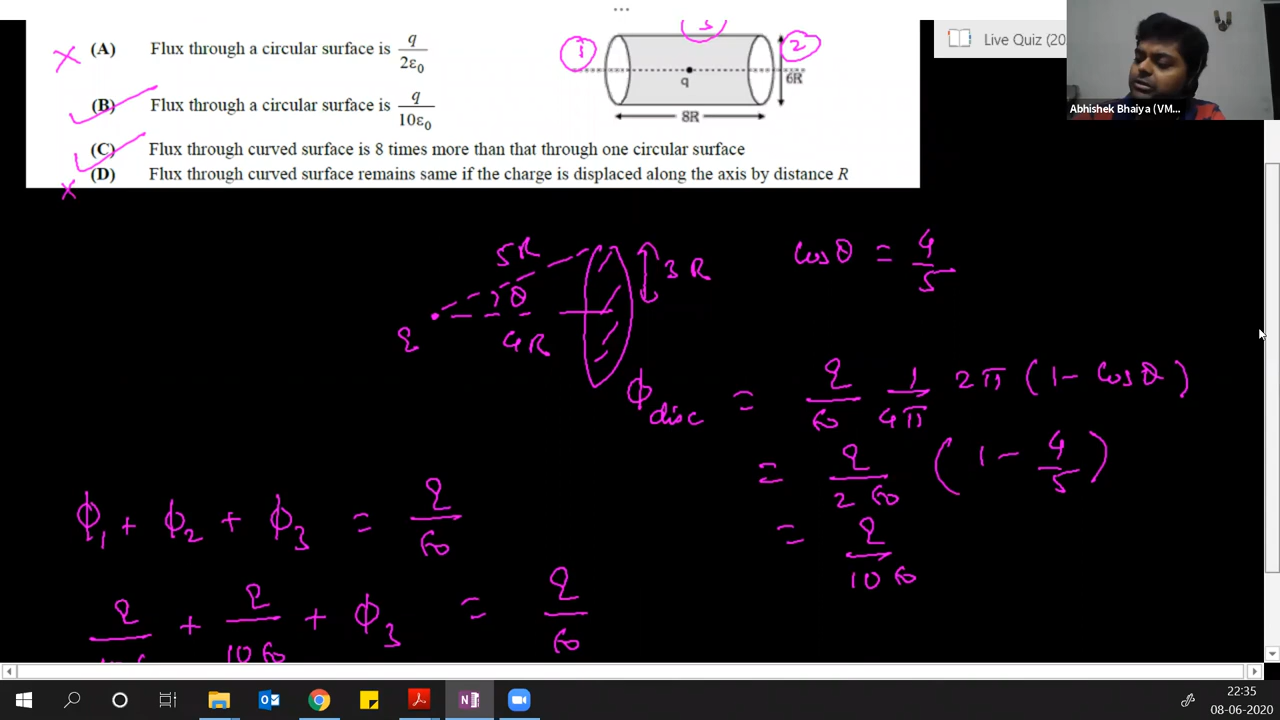 ...
(A) Flux through a circular surface is q/2ε₀
① ③ ②
Live Quiz (20
q
6R
8R
Abhishek Bhaiya (VM...
(B) Flux through a circular surface is q/10ε₀
(C) Flux through curved surface is 8 times more than that through one circular surface
(D) Flux through curved surface remains same if the charge is displaced along the axis by distance R
5R
3R
cosθ = 4/5
θ
q
4R
ϕdisc = q/ε₀ 1/4π 2π (1 - cosθ)
= q/2ε₀ (1 - 4/5)
= q/10ε₀
ϕ₁ + ϕ₂ + ϕ₃ = q/ε₀
q/10ε₀ + q/10ε₀ + ϕ₃ = q/ε₀
22:35
08-06-2020